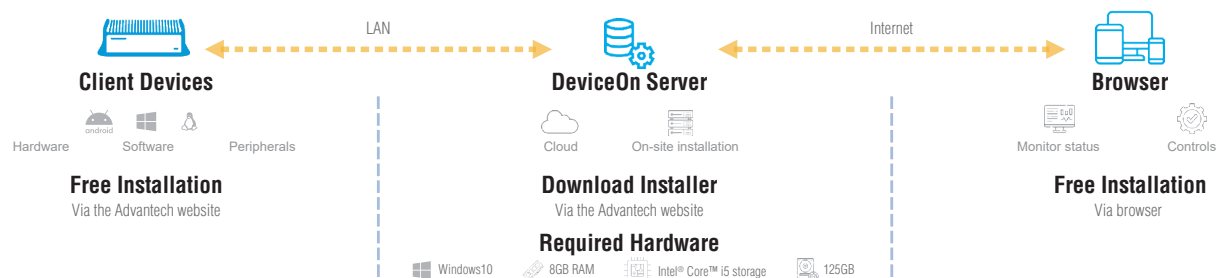 LAN
Internet
Client Devices
DeviceOn Server
Browser
android
Hardware
Software
Peripherals
Cloud
On-site installation
Monitor status
Controls
Free Installation
Via the Advantech website
Download Installer
Via the Advantech website
Free Installation
Via browser
Required Hardware
Windows10
8GB RAM
Intel® Core™ i5 storage
125GB